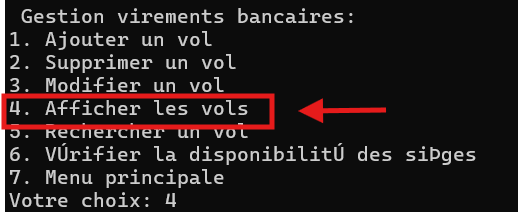 Gestion virements bancaires:
1. Ajouter un vol
2. Supprimer un vol
3. Modifier un vol
4. Afficher les vols
5. Rechercher un vol
6. VÚrifier la disponibilitÚ des siÞges
7. Menu principale
Votre choix: 4